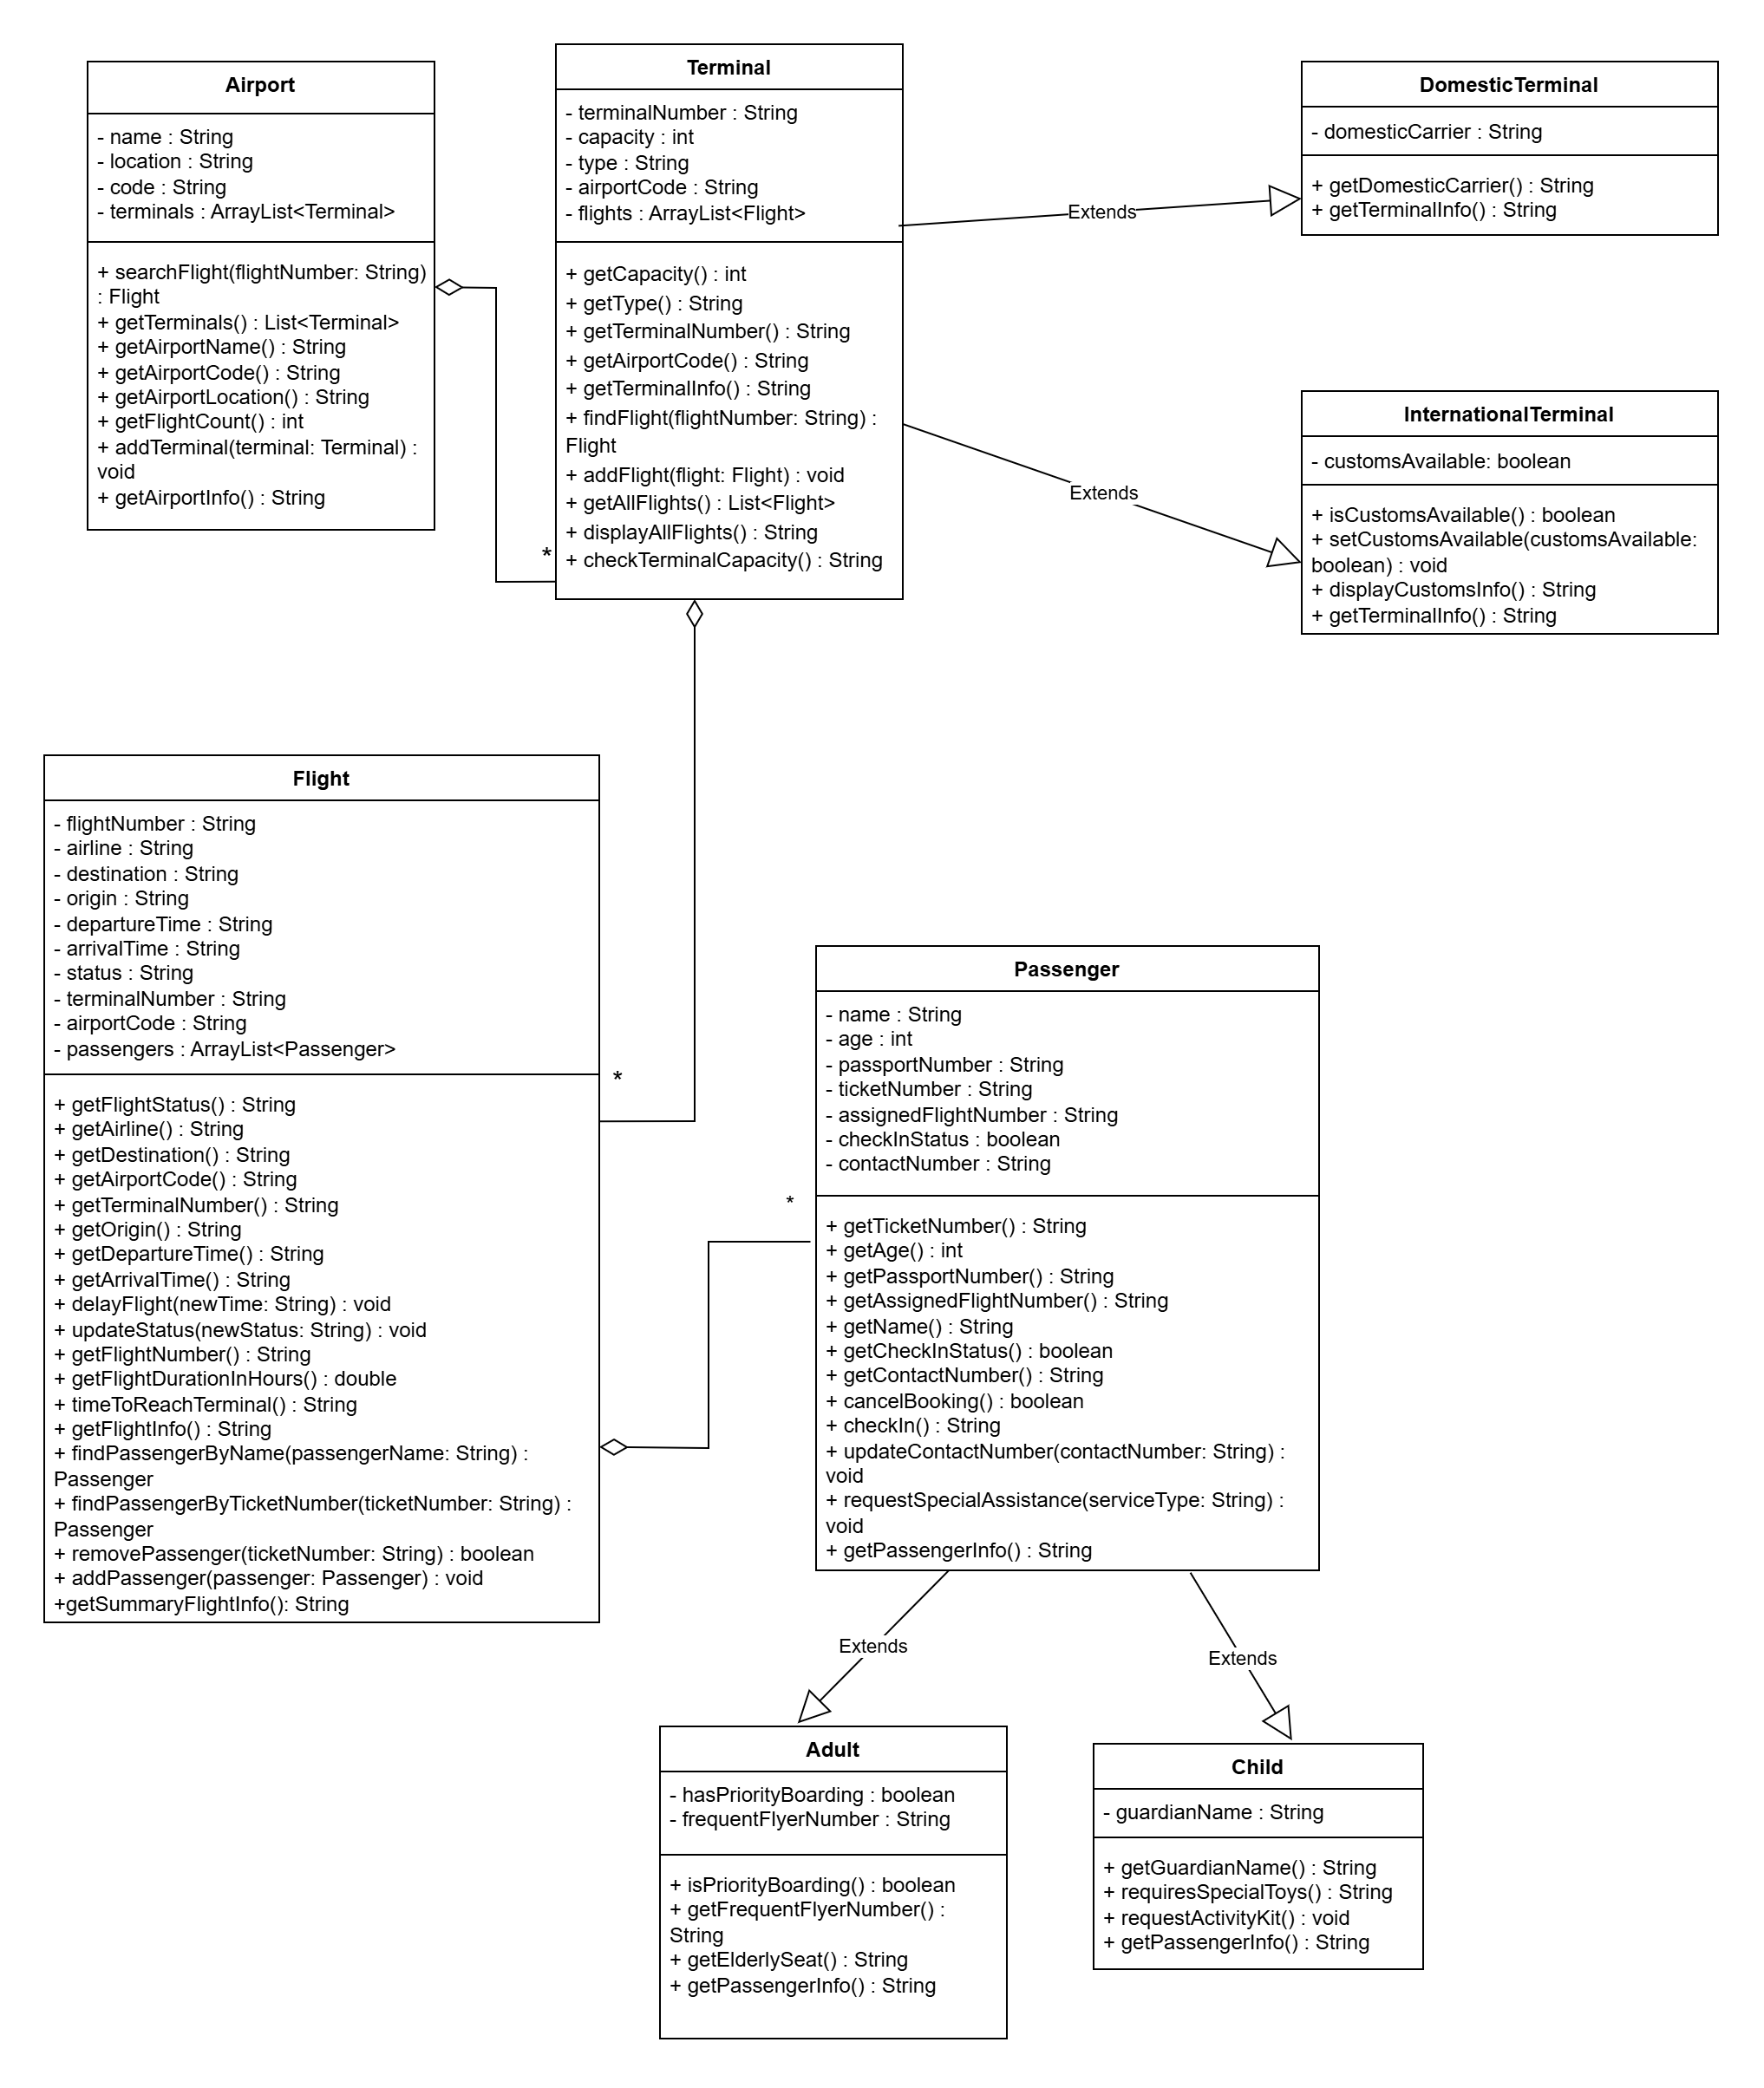 Airport
- name : String
- location : String
- code : String
- terminals : ArrayList<Terminal>
+ searchFlight(flightNumber: String)
: Flight
+ getTerminals() : List<Terminal>
+ getAirportName() : String
+ getAirportCode() : String
+ getAirportLocation() : String
+ getFlightCount() : int
+ addTerminal(terminal: Terminal) :
void
+ getAirportInfo() : String
Terminal
- terminalNumber : String
- capacity : int
- type : String
- airportCode : String
- flights : ArrayList<Flight>
+ getCapacity() : int
+ getType() : String
+ getTerminalNumber() : String
+ getAirportCode() : String
+ getTerminalInfo() : String
+ findFlight(flightNumber: String) :
Flight
+ addFlight(flight: Flight) : void
+ getAllFlights() : List<Flight>
+ displayAllFlights() : String
+ checkTerminalCapacity() : String
*
Extends
DomesticTerminal
- domesticCarrier : String
+ getDomesticCarrier() : String
+ getTerminalInfo() : String
Extends
InternationalTerminal
- customsAvailable: boolean
+ isCustomsAvailable() : boolean
+ setCustomsAvailable(customsAvailable:
boolean) : void
+ displayCustomsInfo() : String
+ getTerminalInfo() : String
Flight
- flightNumber : String
- airline : String
- destination : String
- origin : String
- departureTime : String
- arrivalTime : String
- status : String
- terminalNumber : String
- airportCode : String
- passengers : ArrayList<Passenger>
+ getFlightStatus() : String
+ getAirline() : String
+ getDestination() : String
+ getAirportCode() : String
+ getTerminalNumber() : String
+ getOrigin() : String
+ getDepartureTime() : String
+ getArrivalTime() : String
+ delayFlight(newTime: String) : void
+ updateStatus(newStatus: String) : void
+ getFlightNumber() : String
+ getFlightDurationInHours() : double
+ timeToReachTerminal() : String
+ getFlightInfo() : String
+ findPassengerByName(passengerName: String) :
Passenger
+ findPassengerByTicketNumber(ticketNumber: String) :
Passenger
+ removePassenger(ticketNumber: String) : boolean
+ addPassenger(passenger: Passenger) : void
+getSummaryFlightInfo(): String
*
*
Passenger
- name : String
- age : int
- passportNumber : String
- ticketNumber : String
- assignedFlightNumber : String
- checkInStatus : boolean
- contactNumber : String
+ getTicketNumber() : String
+ getAge() : int
+ getPassportNumber() : String
+ getAssignedFlightNumber() : String
+ getName() : String
+ getCheckInStatus() : boolean
+ getContactNumber() : String
+ cancelBooking() : boolean
+ checkIn() : String
+ updateContactNumber(contactNumber: String) :
void
+ requestSpecialAssistance(serviceType: String) :
void
+ getPassengerInfo() : String
Extends
Extends
Adult
- hasPriorityBoarding : boolean
- frequentFlyerNumber : String
+ isPriorityBoarding() : boolean
+ getFrequentFlyerNumber() :
String
+ getElderlySeat() : String
+ getPassengerInfo() : String
Child
- guardianName : String
+ getGuardianName() : String
+ requiresSpecialToys() : String
+ requestActivityKit() : void
+ getPassengerInfo() : String